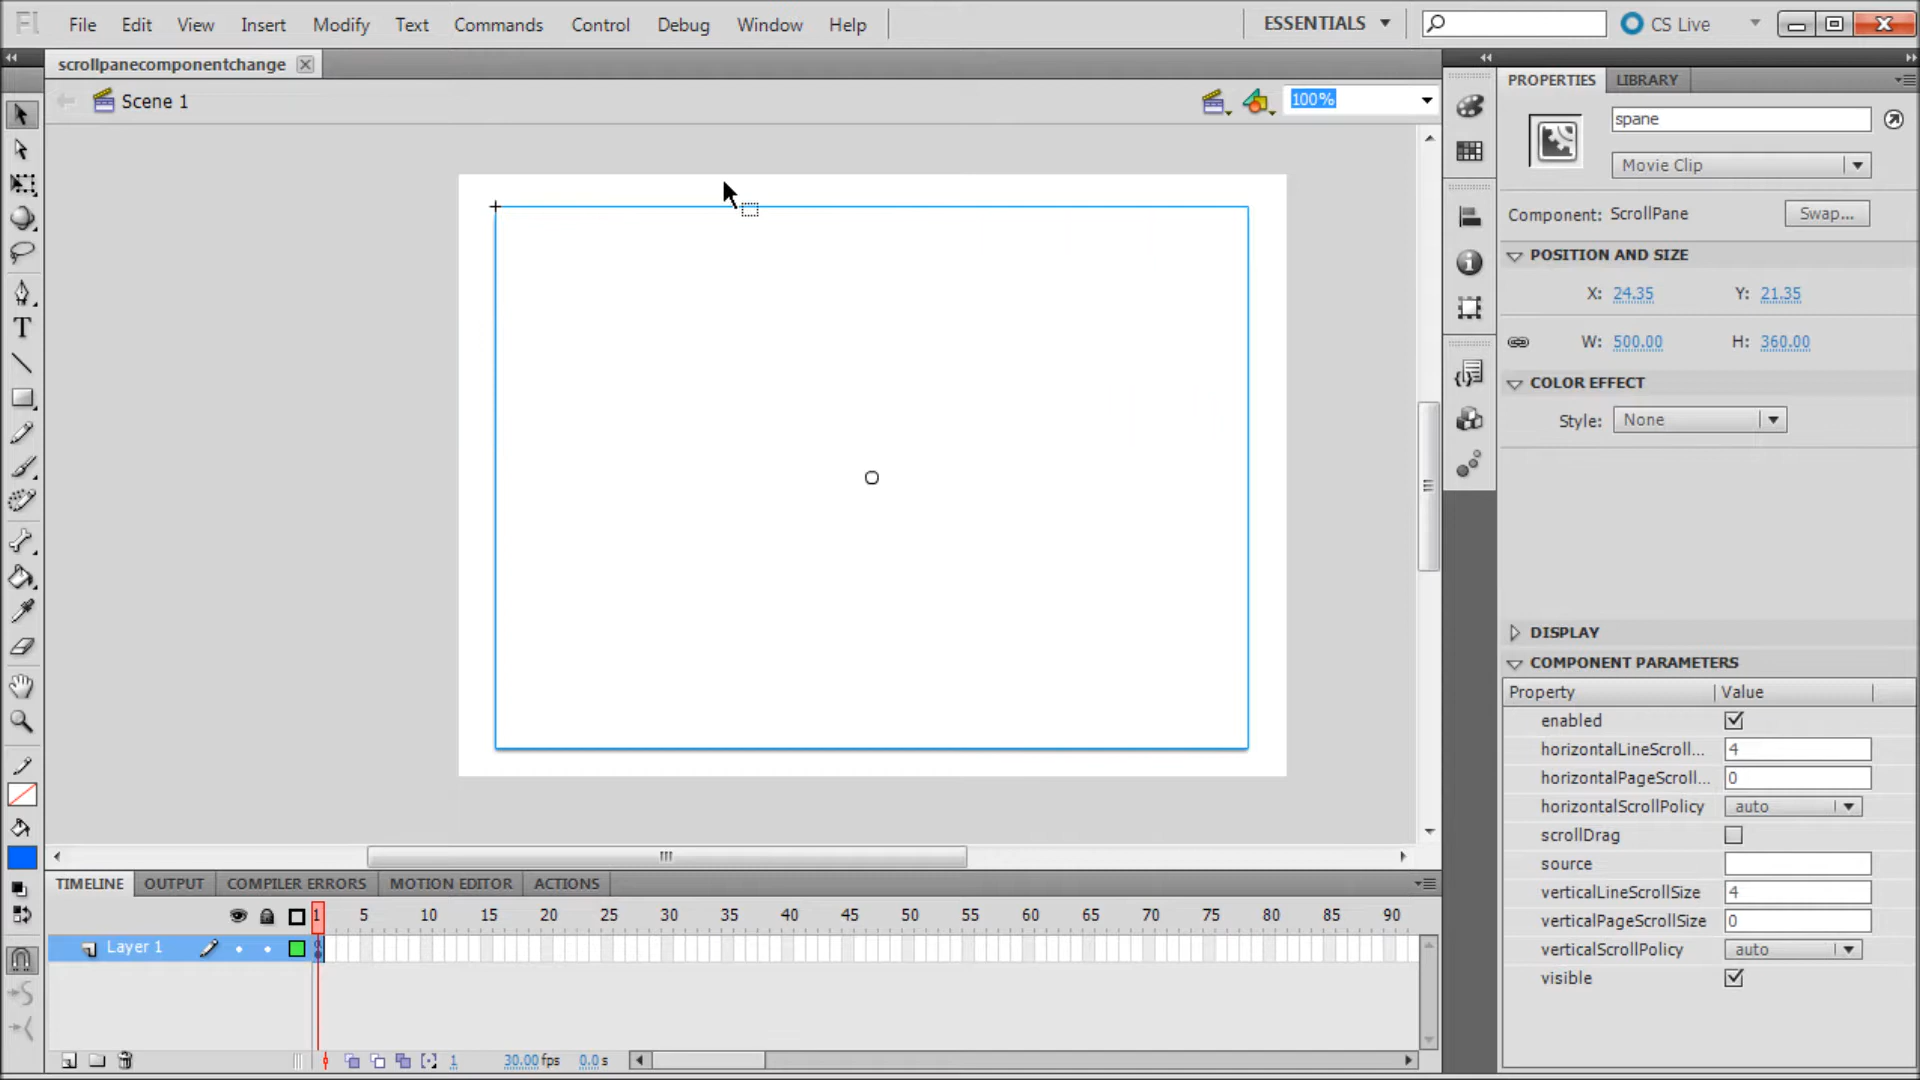 Fl File Edit View Insert Modify Text Commands Control Debug Window Help ESSENTIALS CS Live
scrollpanecomponentchange
Scene 1
100%
PROPERTIES LIBRARY
spane
Movie Clip
Component: ScrollPane Swap...
POSITION AND SIZE
X: 24.35 Y: 21.35
W: 500.00 H: 360.00
COLOR EFFECT
Style: None
DISPLAY
COMPONENT PARAMETERS
Property Value
enabled
horizontalLineScroll... 4
horizontalPageScroll... 0
horizontalScrollPolicy auto
scrollDrag
source
verticalLineScrollSize 4
verticalPageScrollSize 0
verticalScrollPolicy auto
visible
TIMELINE OUTPUT COMPILER ERRORS MOTION EDITOR ACTIONS
1 5 10 15 20 25 30 35 40 45 50 55 60 65 70 75 80 85 90
Layer 1
1 30.00 fps 0.0 s